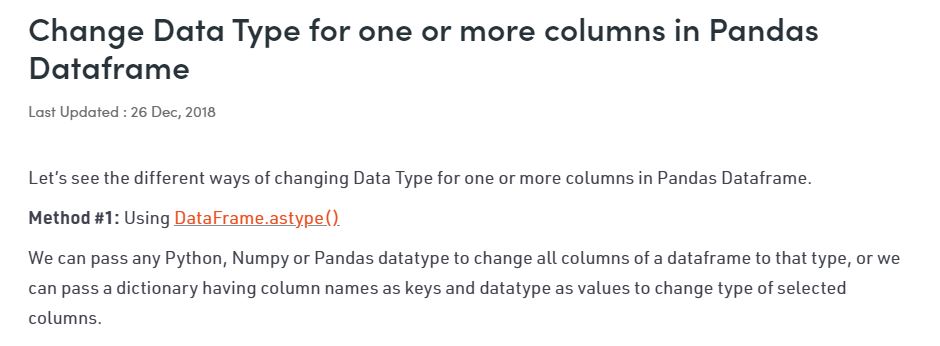 Change Data Type for one or more columns in Pandas
Dataframe
Last Updated : 26 Dec, 2018
Let’s see the different ways of changing Data Type for one or more columns in Pandas Dataframe.
Method #1: Using DataFrame.astype()
We can pass any Python, Numpy or Pandas datatype to change all columns of a dataframe to that type, or we
can pass a dictionary having column names as keys and datatype as values to change type of selected
columns.